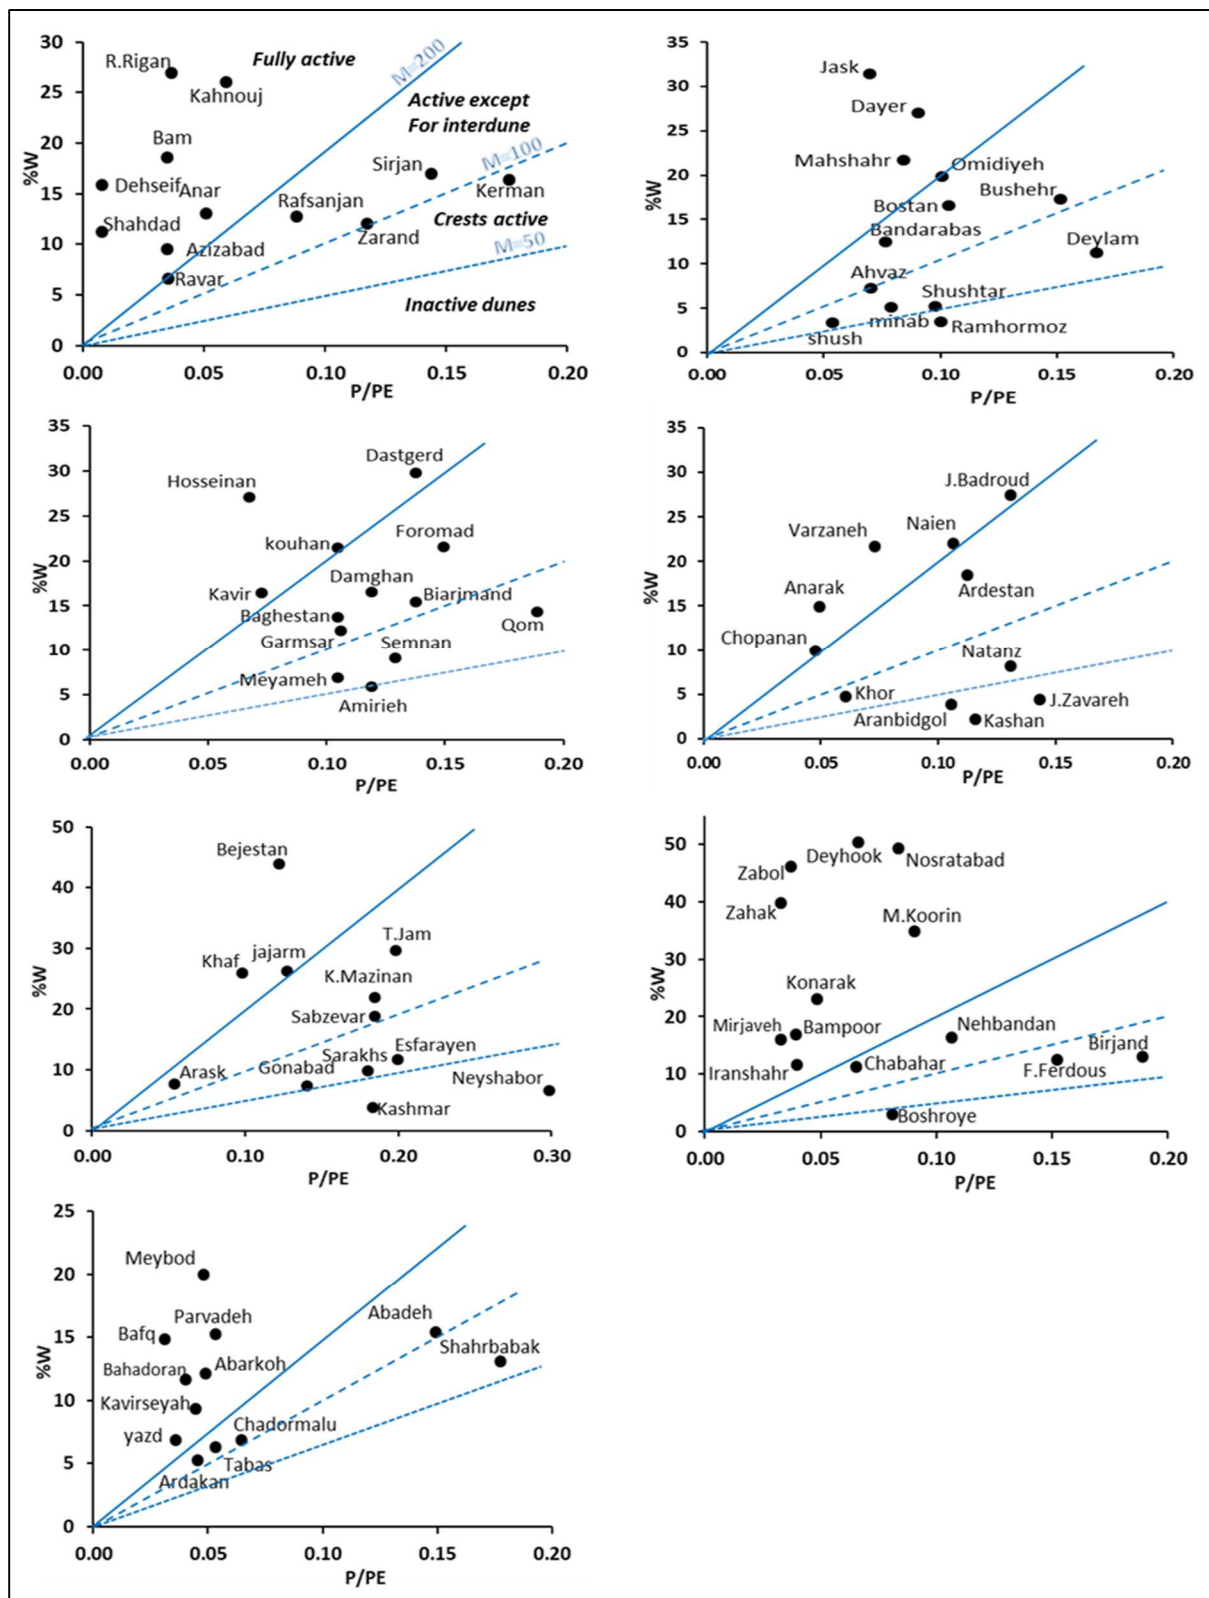 30
25
20
15
10
5
0
%W
R.Rigan
Fully active
M=200
Kahnouj
Active except
For interdune
Bam
M=100
Sirjan
Dehseif
Anar
Kerman
Rafsanjan
Shahdad
Crests active
Zarand
Azizabad
M=50
Ravar
Inactive dunes
0.00 0.05 0.10 0.15 0.20
P/PE
35
30
25
20
15
10
5
0
%W
Jask
Dayer
Mahshahr
Omidiyeh
Bushehr
Bostan
Bandarabas
Deylam
Ahvaz
Shushtar
minab
Ramhormoz
shush
0.00 0.05 0.10 0.15 0.20
P/PE
35
30
25
20
15
10
5
0
%W
Dastgerd
Hosseinan
Foromad
kouhan
Damghan
Kavir
Biarjmand
Baghestan
Qom
Garmsar
Semnan
Meyameh
Amirieh
0.00 0.05 0.10 0.15 0.20
P/PE
35
30
25
20
15
10
5
0
%W
J.Badroud
Varzaneh
Naien
Anarak
Ardestan
Chopanan
Natanz
Khor
J.Zavareh
Aranbidgol
Kashan
0.00 0.05 0.10 0.15 0.20
P/PE
50
40
30
20
10
0
%W
Bejestan
T.Jam
Khaf
jajarm
K.Mazinan
Sabzevar
Esfarayen
Sarakhs
Gonabad
Arask
Neyshabor
Kashmar
0.00 0.10 0.20 0.30
P/PE
50
40
30
20
10
0
%W
Deyhook
Nosratabad
Zabol
Zahak
M.Koorin
Konarak
Mirjaveh
Bampoor
Nehbandan
Birjand
Iranshahr
Chabahar
F.Ferdous
Boshroye
0.00 0.05 0.10 0.15 0.20
P/PE
25
20
15
10
5
0
%W
Meybod
Parvadeh
Abadeh
Bafq
Shahrbabak
Bahadoran
Abarkoh
Kavirseyah
Chadormalu
yazd
Tabas
Ardakan
0.00 0.05 0.10 0.15 0.20
P/PE